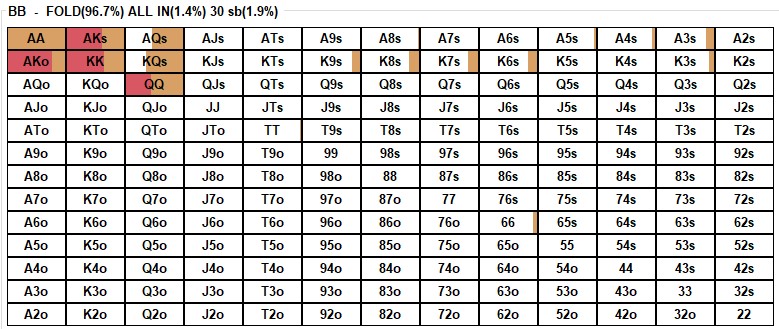 BB - FOLD(96.7%) ALL IN(1.4%) 30 sb(1.9%)
AA AKs AQs AJs ATs A9s A8s A7s A6s A5s A4s A3s A2s
AKo KK KQs KJs KTs K9s K8s K7s K6s K5s K4s K3s K2s
AQo KQo QQ QJs QTs Q9s Q8s Q7s Q6s Q5s Q4s Q3s Q2s
AJo KJo QJo JJ JTs J9s J8s J7s J6s J5s J4s J3s J2s
ATo KTo QTo JTo TT T9s T8s T7s T6s T5s T4s T3s T2s
A9o K9o Q9o J9o T9o 99 98s 97s 96s 95s 94s 93s 92s
A8o K8o Q8o J8o T8o 98o 88 87s 86s 85s 84s 83s 82s
A7o K7o Q7o J7o T7o 97o 87o 77 76s 75s 74s 73s 72s
A6o K6o Q6o J6o T6o 96o 86o 76o 66 65s 64s 63s 62s
A5o K5o Q5o J5o T5o 95o 85o 75o 65o 55 54s 53s 52s
A4o K4o Q4o J4o T4o 94o 84o 74o 64o 54o 44 43s 42s
A3o K3o Q3o J3o T3o 93o 83o 73o 63o 53o 43o 33 32s
A2o K2o Q2o J2o T2o 92o 82o 72o 62o 52o 42o 32o 22